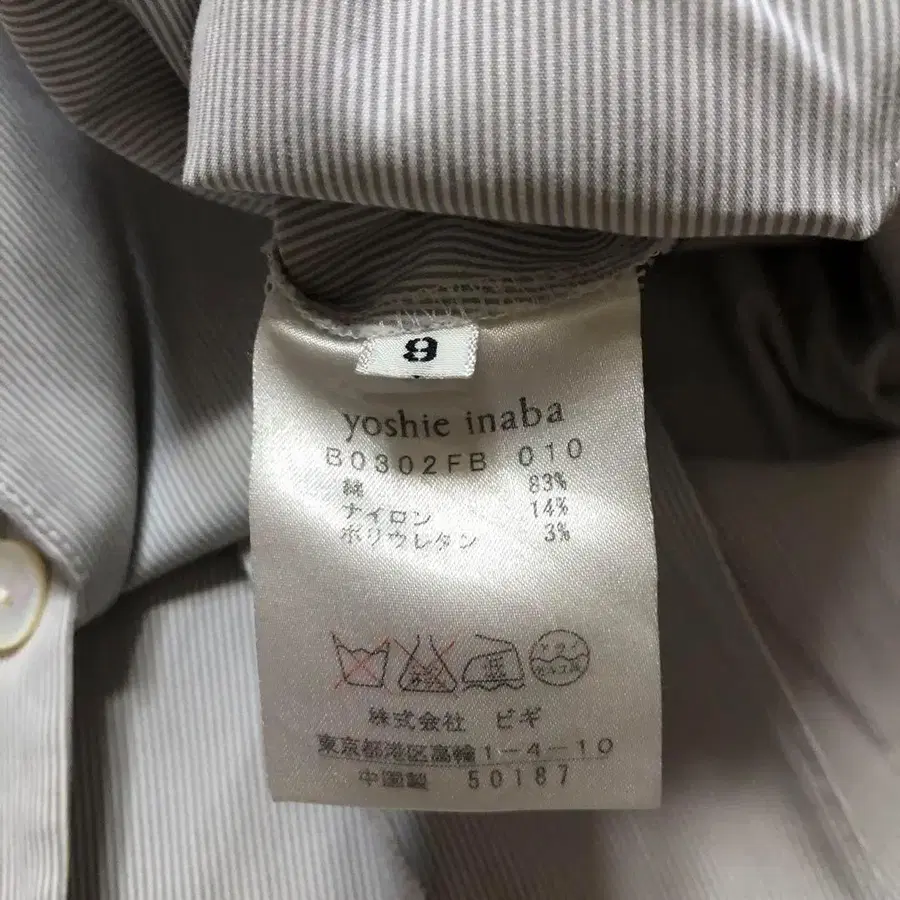 9
yoshie inaba
B0302FB 010
綿 83%
ナイロン 14%
ポリウレタン 3%
株式会社 ビギ
東京都港区高輪1-4-10
中国製 50187